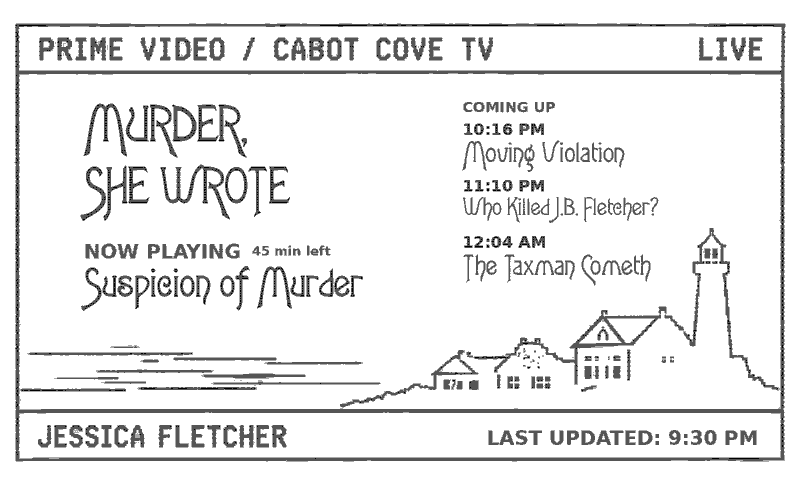 PRIME VIDEO / CABOT COVE TV
LIVE
MURDER,
SHE WROTE
NOW PLAYING 45 min left
Suspicion of Murder
COMING UP
10:16 PM
Moving Violation
11:10 PM
Who Killed J.B. Fletcher?
12:04 AM
The Taxman Cometh
JESSICA FLETCHER
LAST UPDATED: 9:30 PM